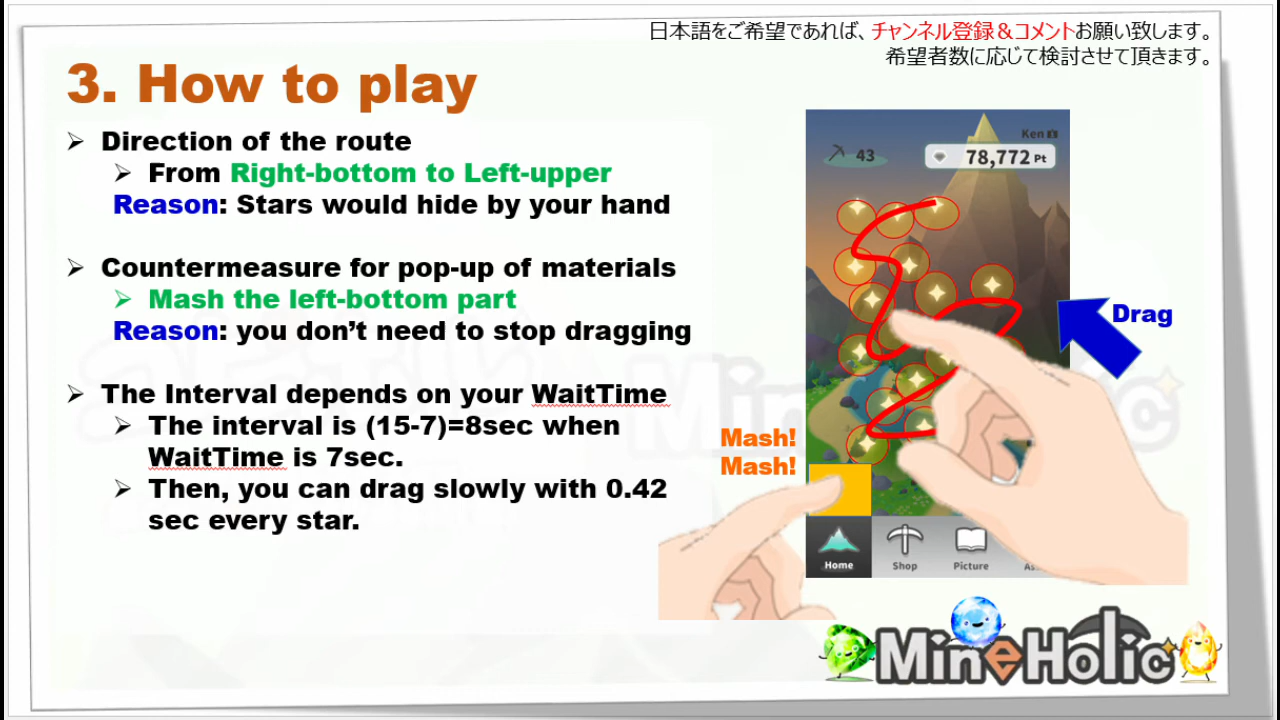 日本語をご希望であれば、チャンネル登録＆コメントお願い致します。
希望者数に応じて検討させて頂きます。
3. How to play
Direction of the route
From Right-bottom to Left-upper
Reason: Stars would hide by your hand
Countermeasure for pop-up of materials
Mash the left-bottom part
Reason: you don’t need to stop dragging
The Interval depends on your WaitTime
The interval is (15-7)=8sec when
WaitTime is 7sec.
Then, you can drag slowly with 0.42
sec every star.
Ken
43
78,772 Pt
Drag
Mash!
Mash!
Home
Shop
Picture
MineHolic